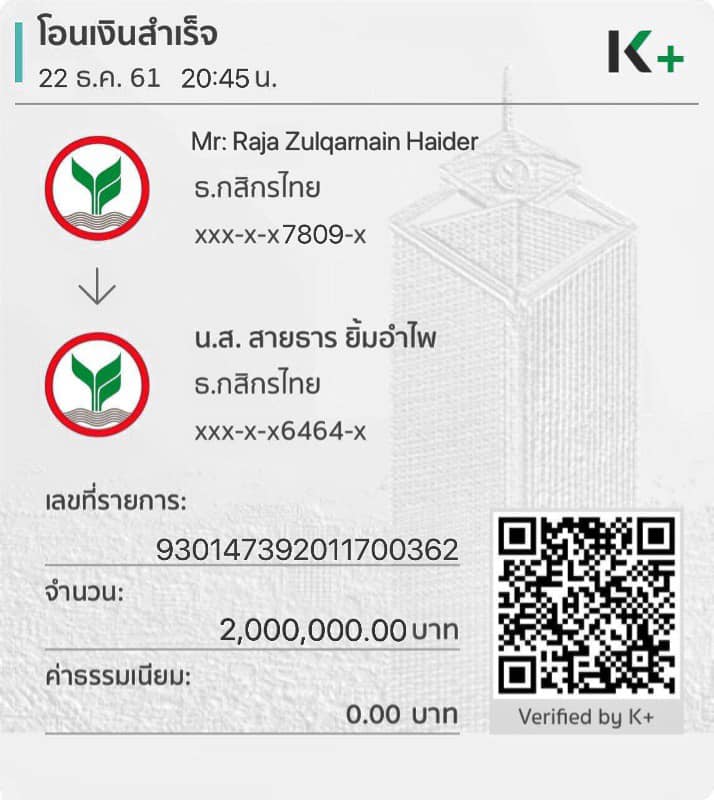 โอนเงินสำเร็จ
22 ธ.ค. 61 20:45 น.
K+
Mr: Raja Zulqarnain Haider
ธ.กสิกรไทย
xxx-x-x7809-x
น.ส. สายธาร ยิ้มอำไพ
ธ.กสิกรไทย
xxx-x-x6464-x
เลขที่รายการ:
930147392011700362
จำนวน:
2,000,000.00 บาท
ค่าธรรมเนียม:
0.00 บาท
Verified by K+